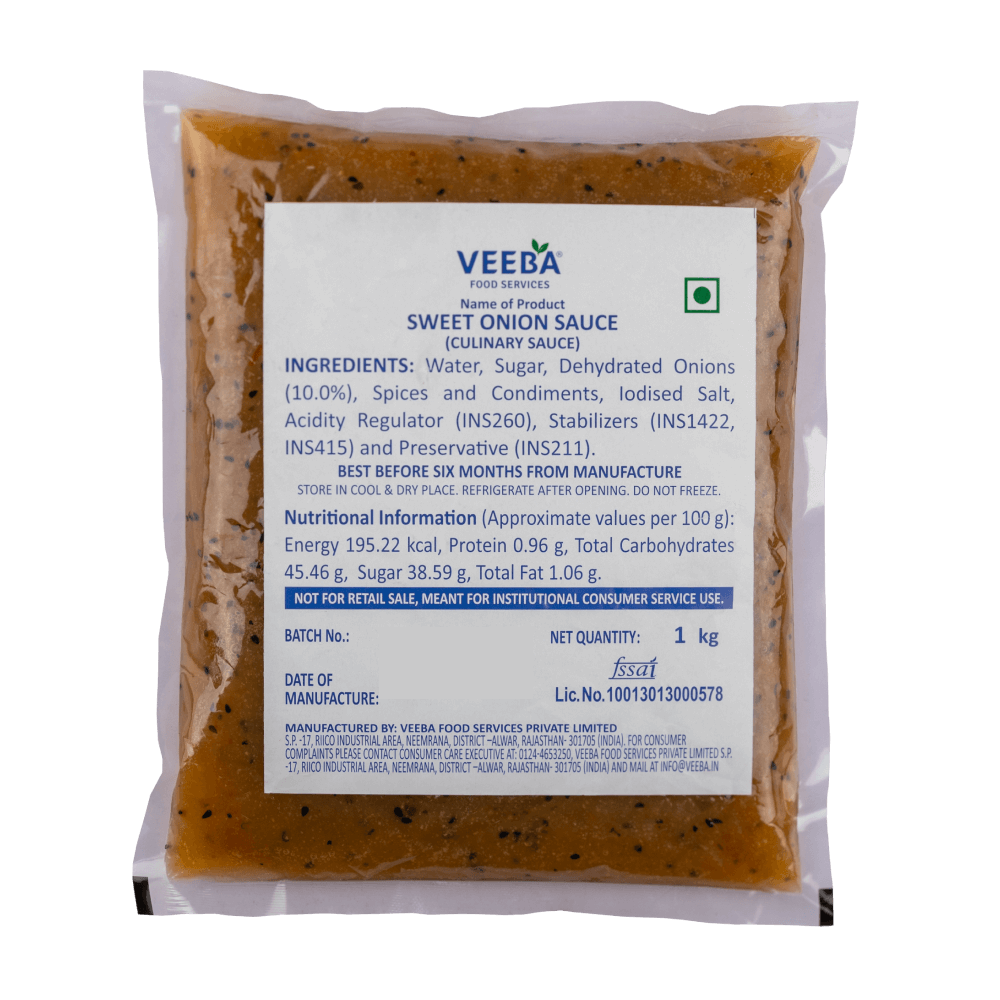 VEEBA®
FOOD SERVICES
Name of Product
SWEET ONION SAUCE
(CULINARY SAUCE)
INGREDIENTS: Water, Sugar, Dehydrated Onions
(10.0%), Spices and Condiments, Iodised Salt,
Acidity Regulator (INS260), Stabilizers (INS1422,
INS415) and Preservative (INS211).
BEST BEFORE SIX MONTHS FROM MANUFACTURE
STORE IN COOL & DRY PLACE. REFRIGERATE AFTER OPENING. DO NOT FREEZE.
Nutritional Information (Approximate values per 100 g):
Energy 195.22 kcal, Protein 0.96 g, Total Carbohydrates
45.46 g, Sugar 38.59 g, Total Fat 1.06 g.
NOT FOR RETAIL SALE, MEANT FOR INSTITUTIONAL CONSUMER SERVICE USE.
BATCH No.:
NET QUANTITY: 1 kg
fssai
DATE OF
MANUFACTURE:
Lic.No.10013013000578
MANUFACTURED BY: VEEBA FOOD SERVICES PRIVATE LIMITED
S.P. -17, RIICO INDUSTRIAL AREA, NEEMRANA, DISTRICT –ALWAR, RAJASTHAN- 301705 (INDIA). FOR CONSUMER
COMPLAINTS PLEASE CONTACT CONSUMER CARE EXECUTIVE AT: 0124-4653250, VEEBA FOOD SERVICES PRIVATE LIMITED S.P.
-17, RIICO INDUSTRIAL AREA, NEEMRANA, DISTRICT –ALWAR, RAJASTHAN- 301705 (INDIA) AND MAIL AT INFO@VEEBA.IN